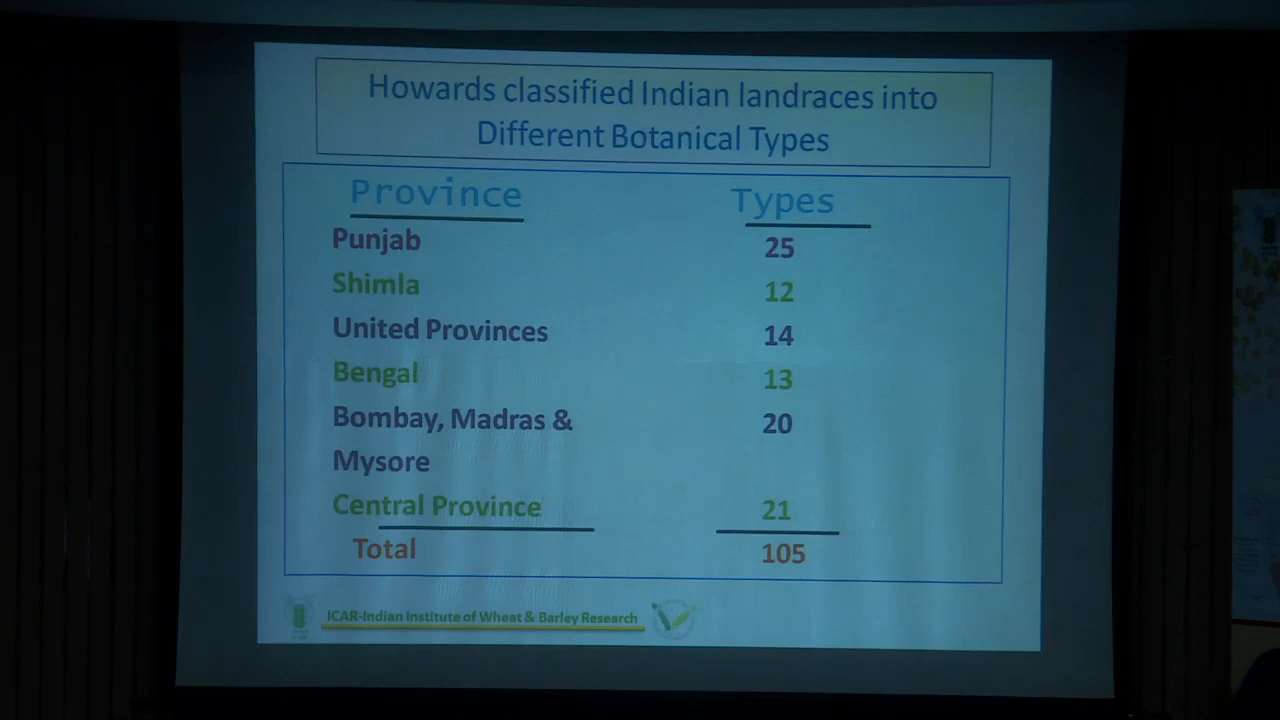 Howards classified Indian landraces into
Different Botanical Types
Province Types
Punjab 25
Shimla 12
United Provinces 14
Bengal 13
Bombay, Madras & 20
Mysore
Central Province 21
Total 105
ICAR-Indian Institute of Wheat & Barley Research